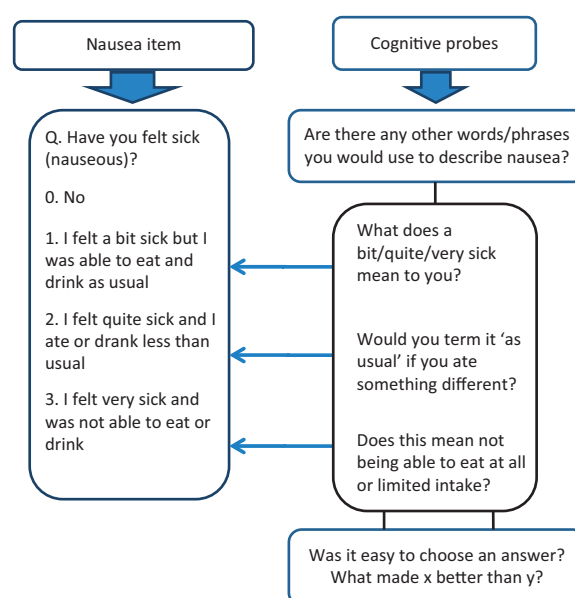 Nausea item
Q. Have you felt sick
(nauseous)?
0. No
1. I felt a bit sick but I
was able to eat and
drink as usual
2. I felt quite sick and I
ate or drank less than
usual
3. I felt very sick and
was not able to eat or
drink
Cognitive probes
Are there any other words/phrases
you would use to describe nausea?
What does a
bit/quite/very sick
mean to you?
Would you term it ‘as
usual’ if you ate
something different?
Does this mean not
being able to eat at all
or limited intake?
Was it easy to choose an answer?
What made x better than y?